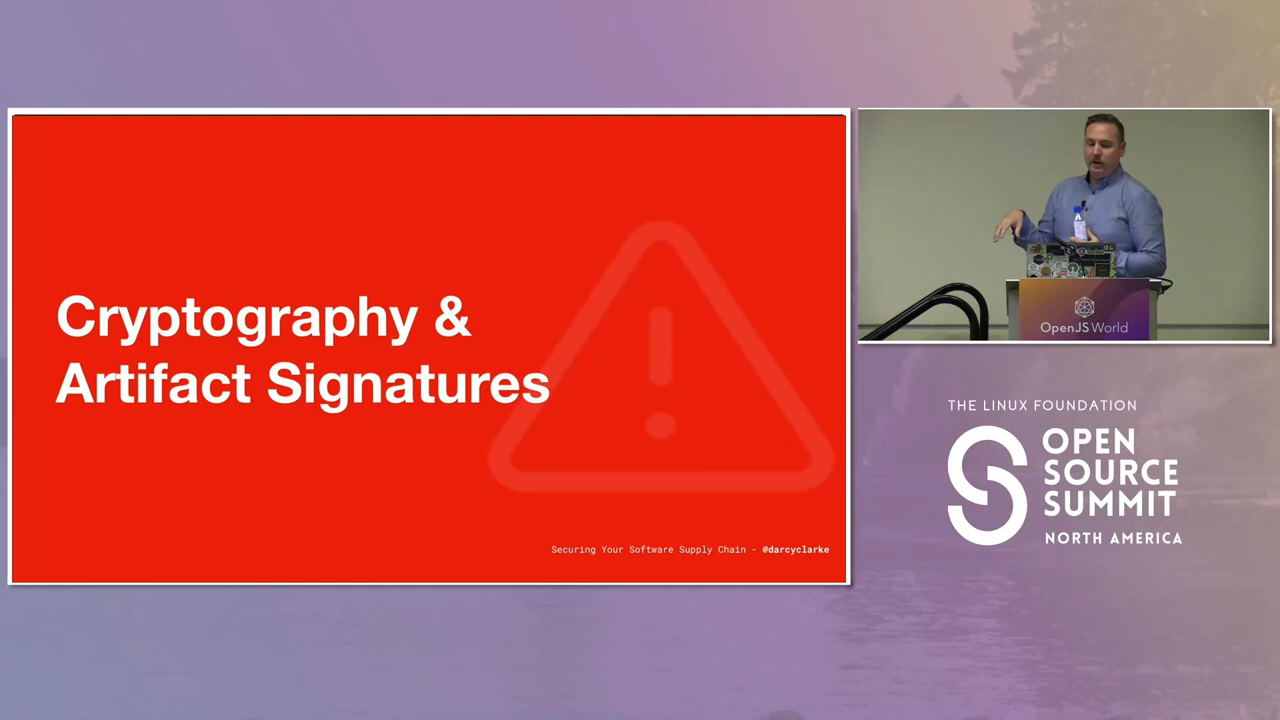 Cryptography &
Artifact Signatures
Securing Your Software Supply Chain - @darcyclarke
OpenJS World
THE LINUX FOUNDATION
OPEN
SOURCE
SUMMIT
NORTH AMERICA